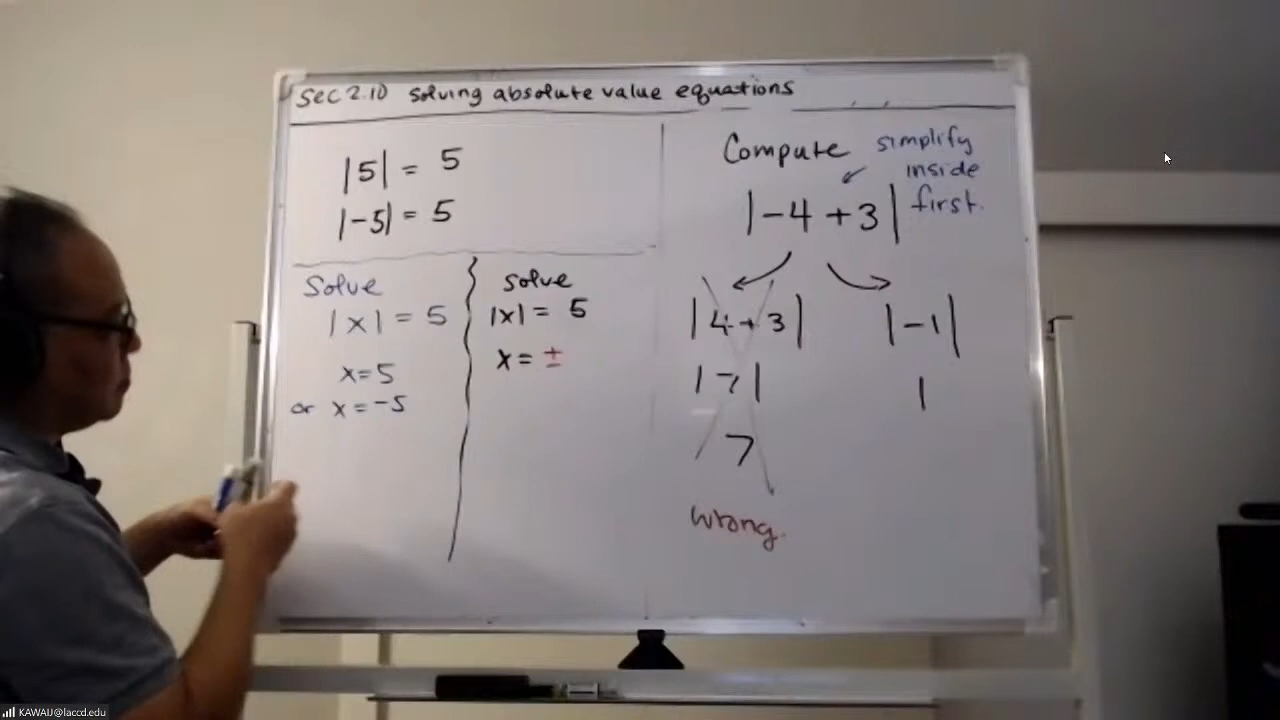 Sec 2.10 solving absolute value equations
|5| = 5
|-5| = 5
Solve
|x| = 5
x=5
or x = -5
Solve
|x| = 5
x = ±
Compute
simplify
inside
first.
|-4 +3|
|4+3|
|7|
7
wrong.
|-1|
1
KAWAIJ@laccd.edu